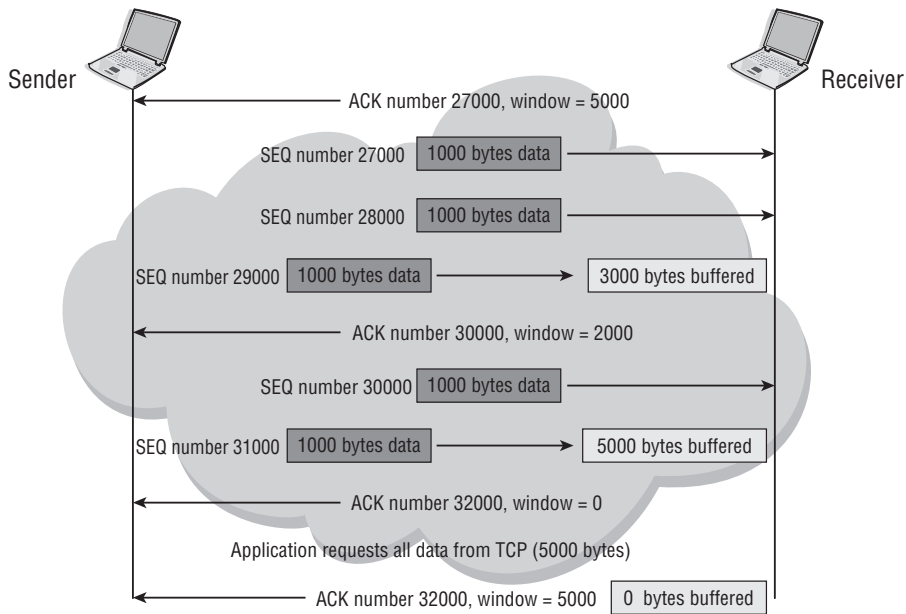 Sender
Receiver
ACK number 27000, window = 5000
SEQ number 27000 1000 bytes data
SEQ number 28000 1000 bytes data
SEQ number 29000 1000 bytes data 3000 bytes buffered
ACK number 30000, window = 2000
SEQ number 30000 1000 bytes data
SEQ number 31000 1000 bytes data 5000 bytes buffered
ACK number 32000, window = 0
Application requests all data from TCP (5000 bytes)
ACK number 32000, window = 5000 0 bytes buffered